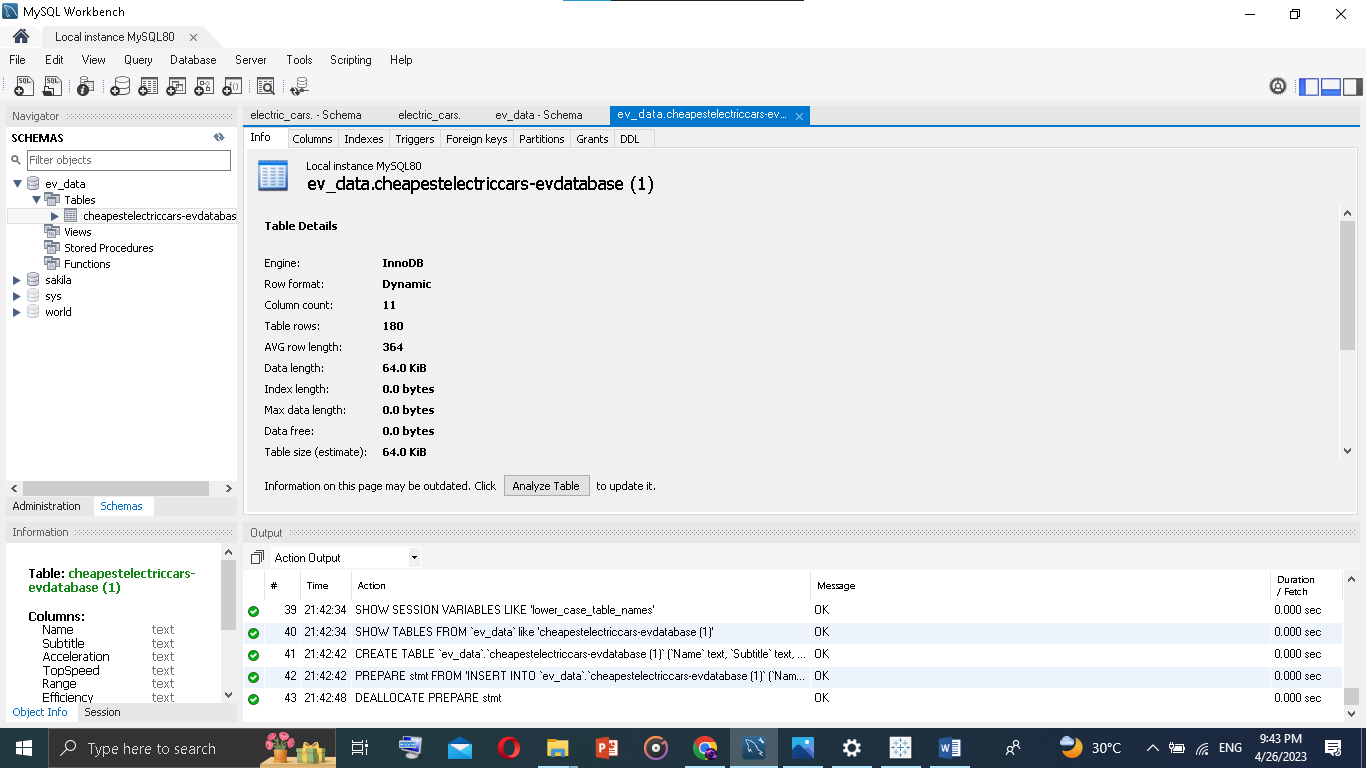 MySQL Workbench
Local instance MySQL80
File Edit View Query Database Server Tools Scripting Help
Navigator
SCHEMAS
Filter objects
ev_data
Tables
cheapestelectriccars-evdatabas
Views
Stored Procedures
Functions
sakila
sys
world
Administration Schemas
Information
Table: cheapestelectriccars-
evdatabase (1)
Columns:
Name text
Subtitle text
Acceleration text
TopSpeed text
Range text
Efficiency text
Object Info Session
electric_cars. - Schema electric_cars. ev_data - Schema ev_data.cheapestelectriccars-ev...
Info Columns Indexes Triggers Foreign keys Partitions Grants DDL
Local instance MySQL80
ev_data.cheapestelectriccars-evdatabase (1)
Table Details
Engine: InnoDB
Row format: Dynamic
Column count: 11
Table rows: 180
AVG row length: 364
Data length: 64.0 KiB
Index length: 0.0 bytes
Max data length: 0.0 bytes
Data free: 0.0 bytes
Table size (estimate): 64.0 KiB
Information on this page may be outdated. Click Analyze Table to update it.
Output
Action Output
# Time Action Message Duration / Fetch
39 21:42:34 SHOW SESSION VARIABLES LIKE 'lower_case_table_names' OK 0.000 sec
40 21:42:34 SHOW TABLES FROM `ev_data` like 'cheapestelectriccars-evdatabase (1)' OK 0.000 sec
41 21:42:42 CREATE TABLE `ev_data`.`cheapestelectriccars-evdatabase (1)` (`Name` text, `Subtitle` text, ... OK 0.000 sec
42 21:42:42 PREPARE stmt FROM 'INSERT INTO `ev_data`.`cheapestelectriccars-evdatabase (1)` (`Nam... OK 0.000 sec
43 21:42:48 DEALLOCATE PREPARE stmt OK 0.000 sec
Type here to search
30°C
ENG
9:43 PM
4/26/2023